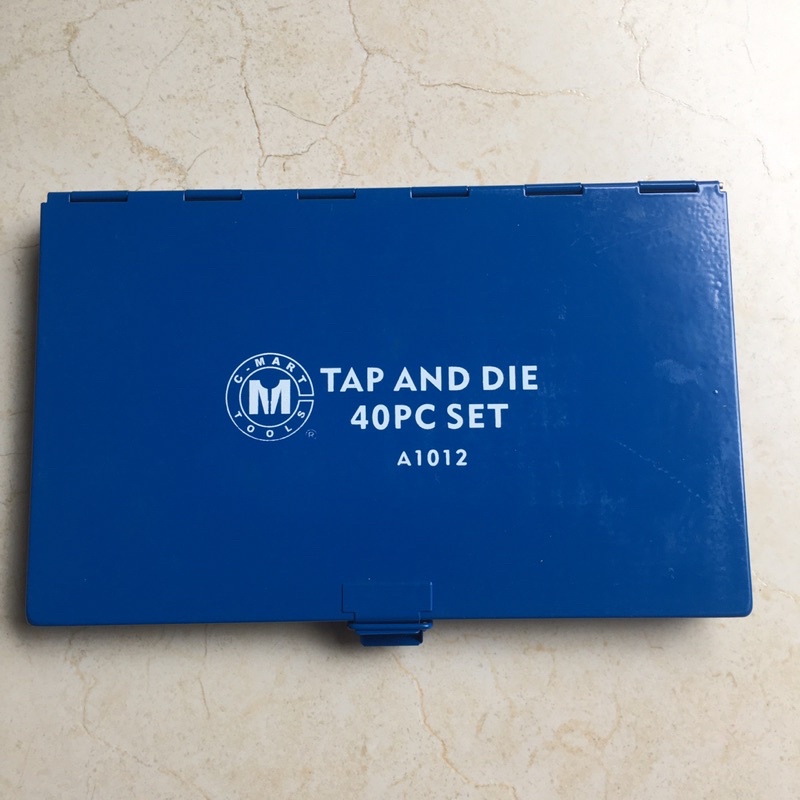 C-MART
M
TOOLS
®
TAP AND DIE
40PC SET
A1012